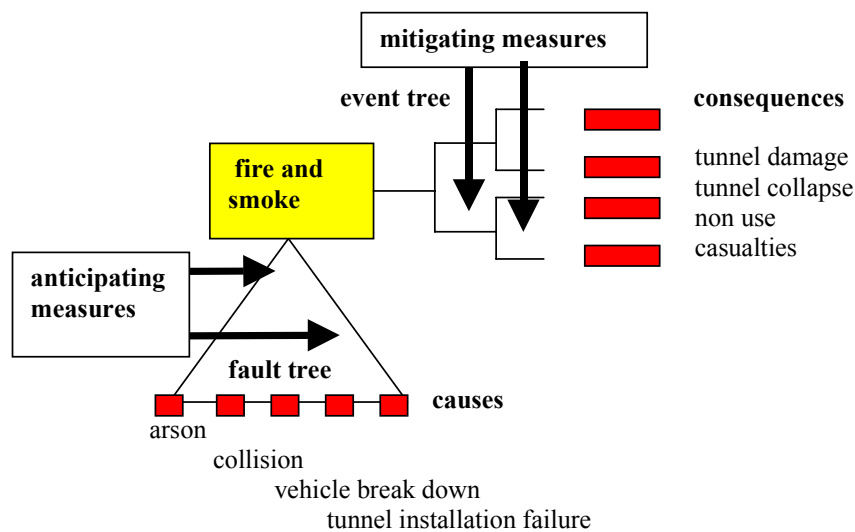 mitigating measures
event tree
consequences
fire and
smoke
tunnel damage
tunnel collapse
non use
casualties
anticipating
measures
fault tree
causes
arson
collision
vehicle break down
tunnel installation failure